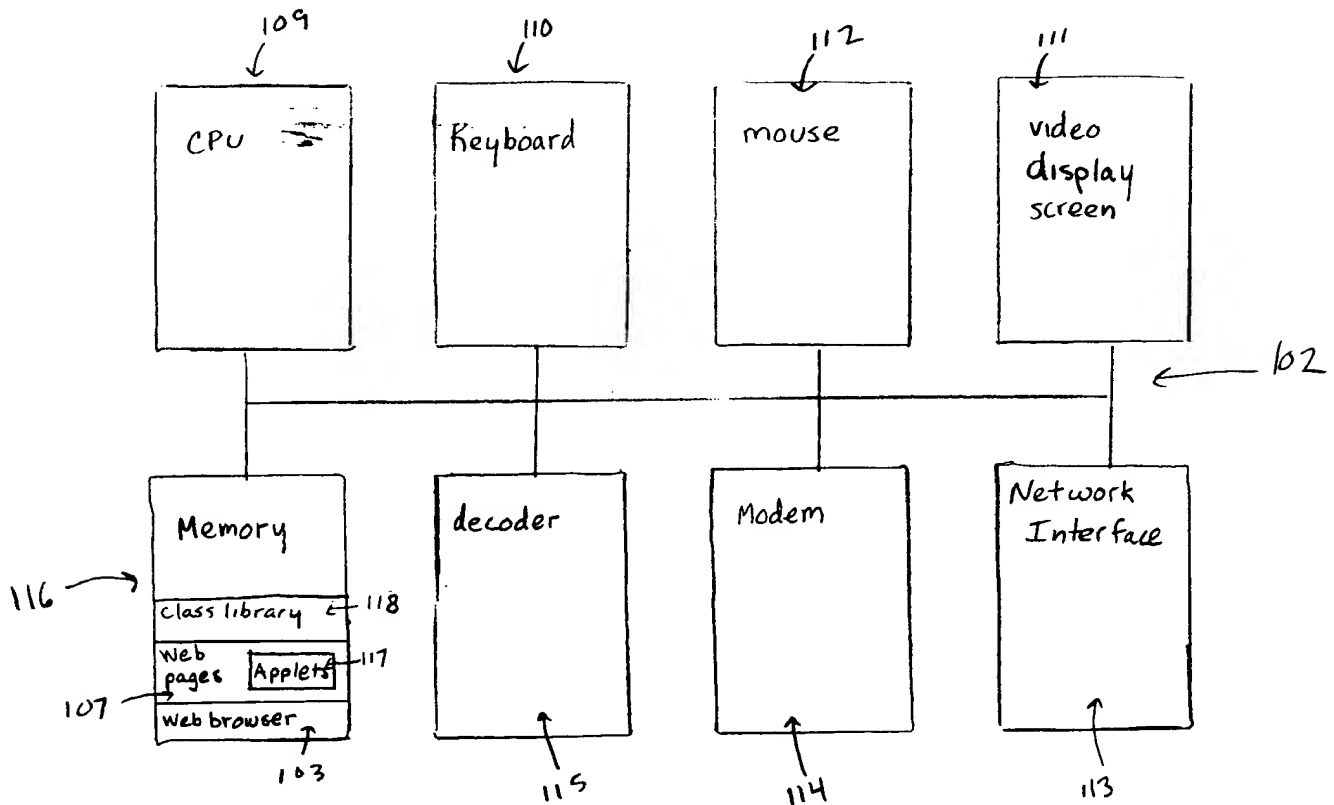 109
110
112
111
CPU
Keyboard
mouse
video
display
screen
102
Memory
decoder
Modem
Network
Interface
116
class library
118
Web
pages
Applets
117
107
Web browser
103
115
114
113